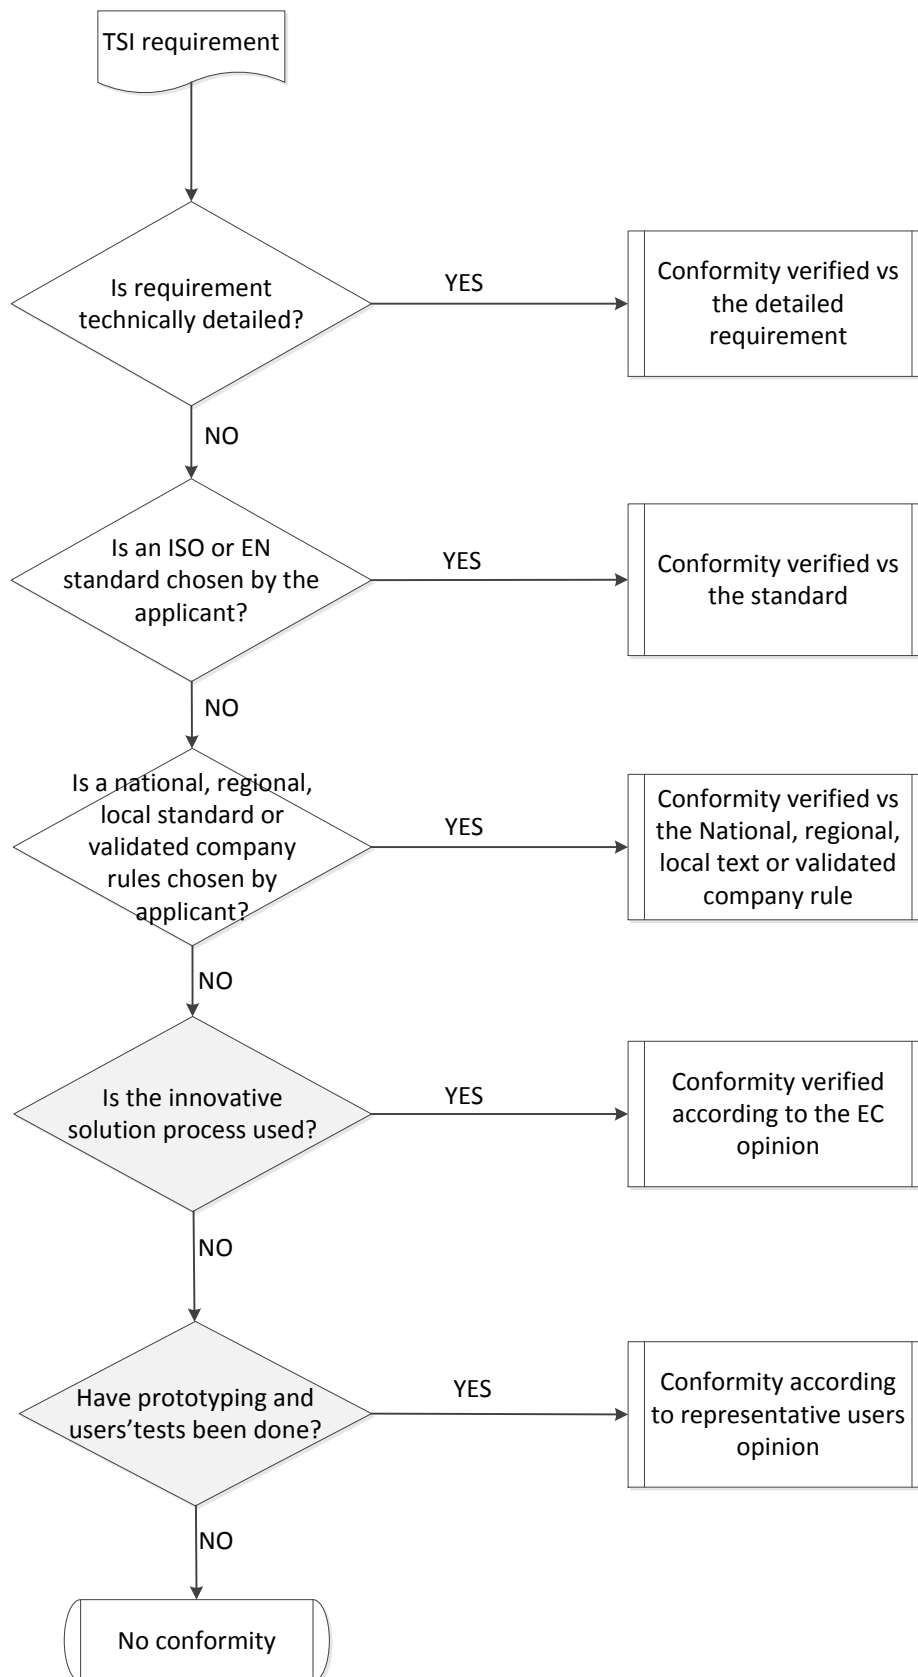 TSI requirement
Is requirement
technically detailed?
YES
Conformity verified vs
the detailed
requirement
NO
Is an ISO or EN
standard chosen by the
applicant?
YES
Conformity verified vs
the standard
NO
Is a national, regional,
local standard or
validated company
rules chosen by
applicant?
YES
Conformity verified vs
the National, regional,
local text or validated
company rule
NO
Is the innovative
solution process used?
YES
Conformity verified
according to the EC
opinion
NO
Have prototyping and
users’tests been done?
YES
Conformity according
to representative users
opinion
NO
No conformity